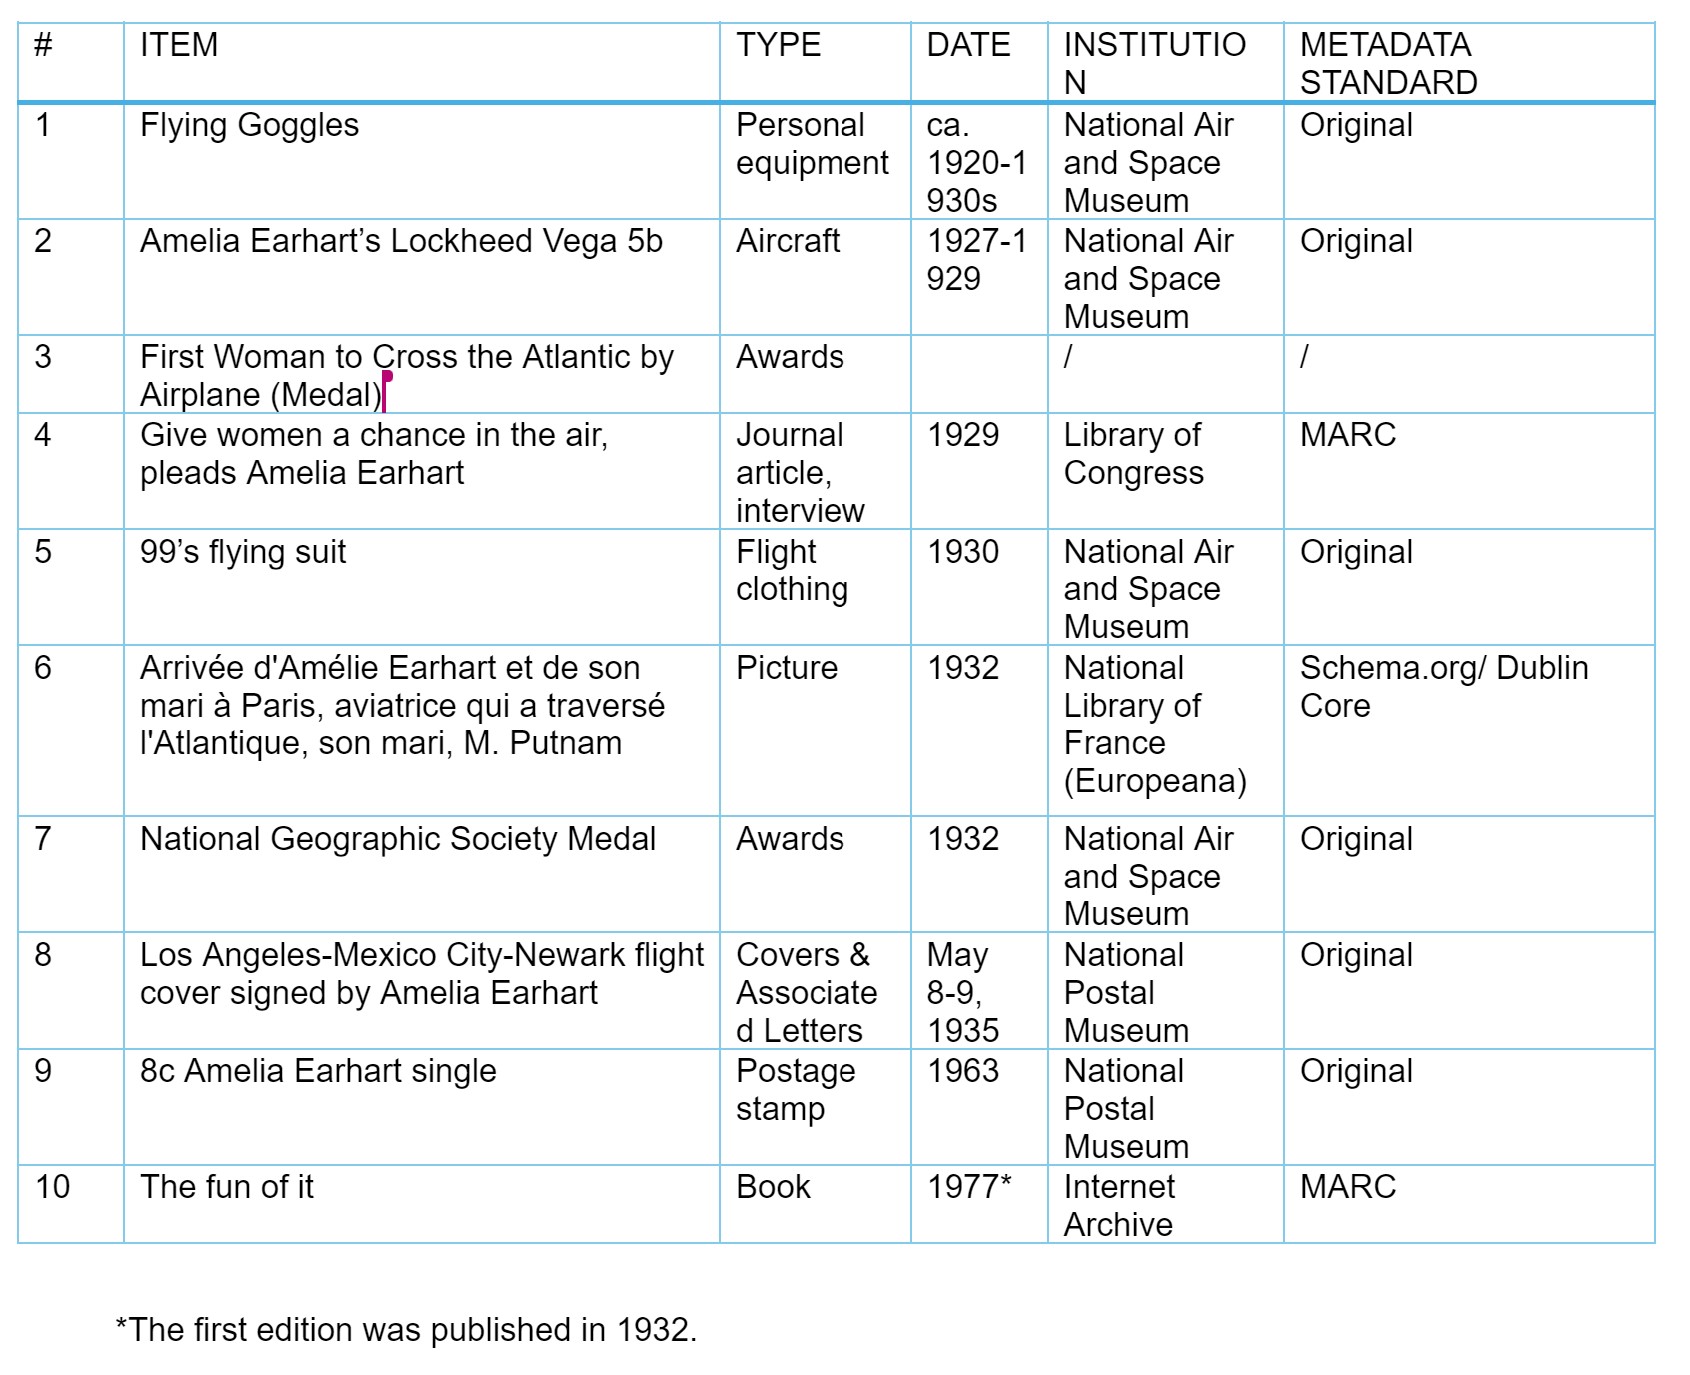 # ITEM TYPE DATE INSTITUTIO METADATA
N STANDARD
1 Flying Goggles Personal ca. National Air Original
equipment 1920-1 and Space
930s Museum
2 Amelia Earhart’s Lockheed Vega 5b Aircraft 1927-1 National Air Original
929 and Space
Museum
3 First Woman to Cross the Atlantic by Awards / /
Airplane (Medal)
4 Give women a chance in the air, Journal 1929 Library of MARC
pleads Amelia Earhart article, Congress
interview
5 99’s flying suit Flight 1930 National Air Original
clothing and Space
Museum
6 Arrivée d'Amélie Earhart et de son Picture 1932 National Schema.org/ Dublin
mari à Paris, aviatrice qui a traversé Library of Core
l'Atlantique, son mari, M. Putnam France
(Europeana)
7 National Geographic Society Medal Awards 1932 National Air Original
and Space
Museum
8 Los Angeles-Mexico City-Newark flight Covers & May National Original
cover signed by Amelia Earhart Associate 8-9, Postal
d Letters 1935 Museum
9 8c Amelia Earhart single Postage 1963 National Original
stamp Postal
Museum
10 The fun of it Book 1977* Internet MARC
Archive
*The first edition was published in 1932.